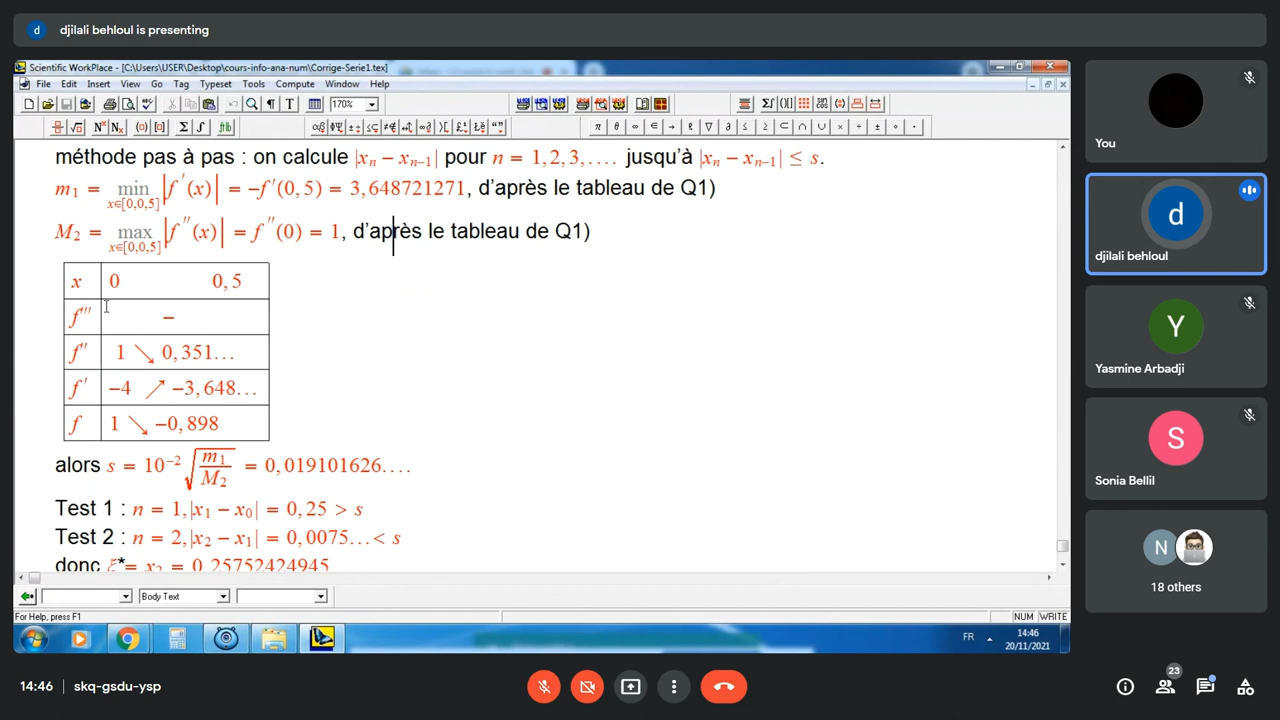 djilali behloul is presenting
Scientific WorkPlace - [C:\Users\USER\Desktop\cours-info-ana-num\Corrige-Serie1.tex]
File Edit Insert View Go Tag Typeset Tools Compute Window Help
170%
méthode pas à pas : on calcule |xₙ − xₙ₋₁| pour n = 1,2,3,.... jusqu'à |xₙ − xₙ₋₁| ≤ s.
m₁ = min x∈[0,0,5] |f′(x)| = −f′(0,5) = 3,648721271, d'après le tableau de Q1)
M₂ = max x∈[0,0,5] |f″(x)| = f″(0) = 1, d'après le tableau de Q1)
x 0 0,5
f‴ −
f″ 1 ↘ 0,351...
f′ −4 ↗ −3,648...
f 1 ↘ −0,898
alors s = 10⁻² √(m₁/M₂) = 0,019101626....
Test 1 : n = 1,|x₁ − x₀| = 0,25 > s
Test 2 : n = 2,|x₂ − x₁| = 0,0075...< s
donc ξ*= x₂ = 0,25752424945
Body Text
For Help, press F1
NUM WRITE
FR
14:46
20/11/2021
You
d
djilali behloul
Y
Yasmine Arbadji
S
Sonia Bellil
N
18 others
14:46 skq-gsdu-ysp
23